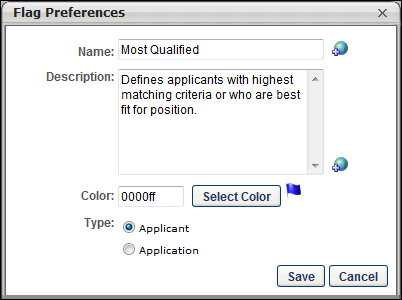 Flag Preferences
Name: Most Qualified
Description: Defines applicants with highest
matching criteria or who are best
fit for position.
Color: 0000ff Select Color
Type: Applicant
Application
Save Cancel